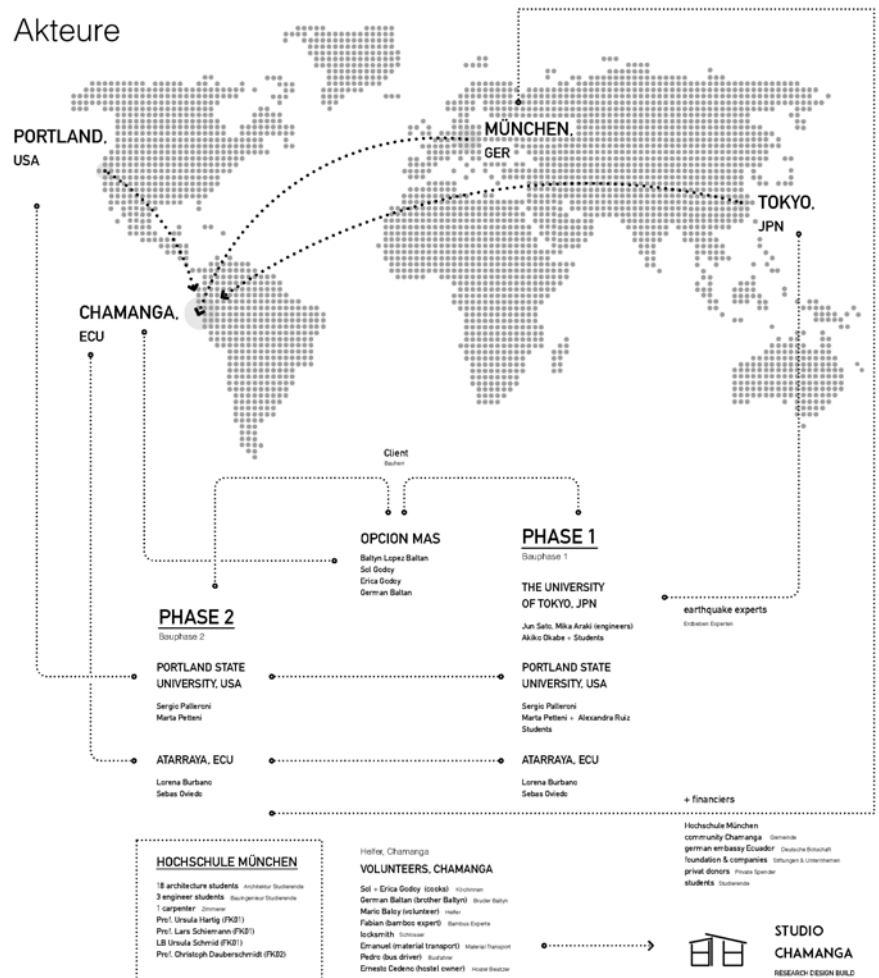 Akteure
PORTLAND,
USA
MÜNCHEN,
GER
TOKYO,
JPN
CHAMANGA,
ECU
Client
Bauherr
OPCION MAS
Baltyn Lopez Baltan
Sol Godoy
Erica Godoy
German Baltan
PHASE 1
Bauphase 1
THE UNIVERSITY
OF TOKYO, JPN
Jun Sato, Mika Araki (engineers)
Akiko Okabe + Students
earthquake experts
Erdbeben Experten
PHASE 2
Bauphase 2
PORTLAND STATE
UNIVERSITY, USA
Sergio Palleroni
Marta Petteni
PORTLAND STATE
UNIVERSITY, USA
Sergio Palleroni
Marta Petteni + Alexandra Ruiz
Students
ATARRAYA, ECU
Lorena Burbano
Sebas Oviedo
ATARRAYA, ECU
Lorena Burbano
Sebas Oviedo
+ financiers
Hochschule München
community Chamanga Gemeinde
german embassy Ecuador Deutsche Botschaft
foundation & companies Stiftungen & Unternehmen
privat donors Private Spender
students Studierende
HOCHSCHULE MÜNCHEN
18 architecture students Architektur Studierende
3 engineer students Bauingenieur Studierende
1 carpenter Zimmerer
Prof. Ursula Hartig (FK01)
Prof. Lars Schiemann (FK01)
LB Ursula Schmid (FK01)
Prof. Christoph Dauberschmidt (FK02)
Helfer, Chamanga
VOLUNTEERS, CHAMANGA
Sol + Erica Godoy (cooks) Köchinnen
German Baltan (brother Baltyn) Bruder Baltyn
Mario Baloy (volunteer) Helfer
Fabian (bamboo expert) Bambus Experte
locksmith Schlosser
Emanuel (material transport) Material Transport
Pedro (bus driver) Busfahrer
Ernesto Cedeno (hostel owner) Hostel Besitzer
STUDIO
CHAMANGA
RESEARCH DESIGN BUILD